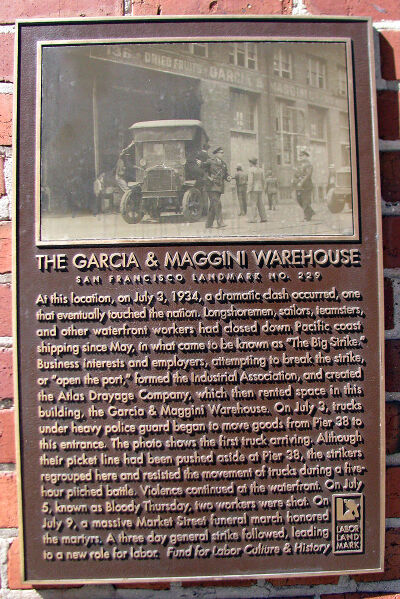 136 · DRIED FRUITS · GARCIA & MAGGINI
THE GARCIA & MAGGINI WAREHOUSE
SAN FRANCISCO LANDMARK NO. 229
At this location, on July 3, 1934, a dramatic clash occurred, one
that eventually touched the nation. Longshoremen, sailors, teamsters,
and other waterfront workers had closed down Pacific coast
shipping since May, in what came to be known as "The Big Strike."
Business interests and employers, attempting to break the strike,
or "open the port," formed the Industrial Association, and created
the Atlas Drayage Company, which then rented space in this
building, the Garcia & Maggini Warehouse. On July 3, trucks
under heavy police guard began to move goods from Pier 38 to
this entrance. The photo shows the first truck arriving. Although
their picket line had been pushed aside at Pier 38, the strikers
regrouped here and resisted the movement of trucks during a five-
hour pitched battle. Violence continued at the waterfront. On July
5, known as Bloody Thursday, two workers were shot. On
July 9, a massive Market Street funeral march honored
the martyrs. A three day general strike followed, leading
to a new role for labor. Fund for Labor Culture & History
LABOR
LAND
MARK